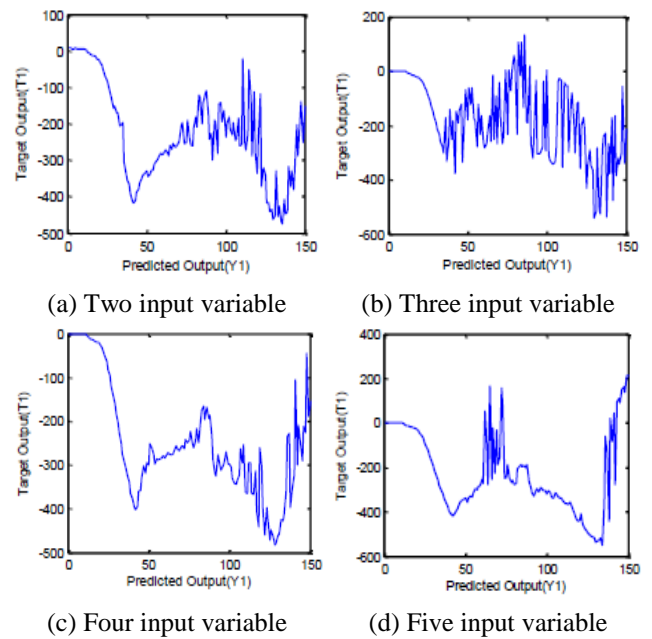 100
0
-100
-200
-300
-400
-500
Target Output(T1)
0 50 100 150
Predicted Output(Y1)
(a) Two input variable
200
0
-200
-400
-600
Target Output(T1)
0 50 100 150
Predicted Output(Y1)
(b) Three input variable
0
-100
-200
-300
-400
-500
Target Output(T1)
0 50 100 150
Predicted Output(Y1)
(c) Four input variable
400
200
0
-200
-400
-600
Target Output(T1)
0 50 100 150
Predicted Output(Y1)
(d) Five input variable